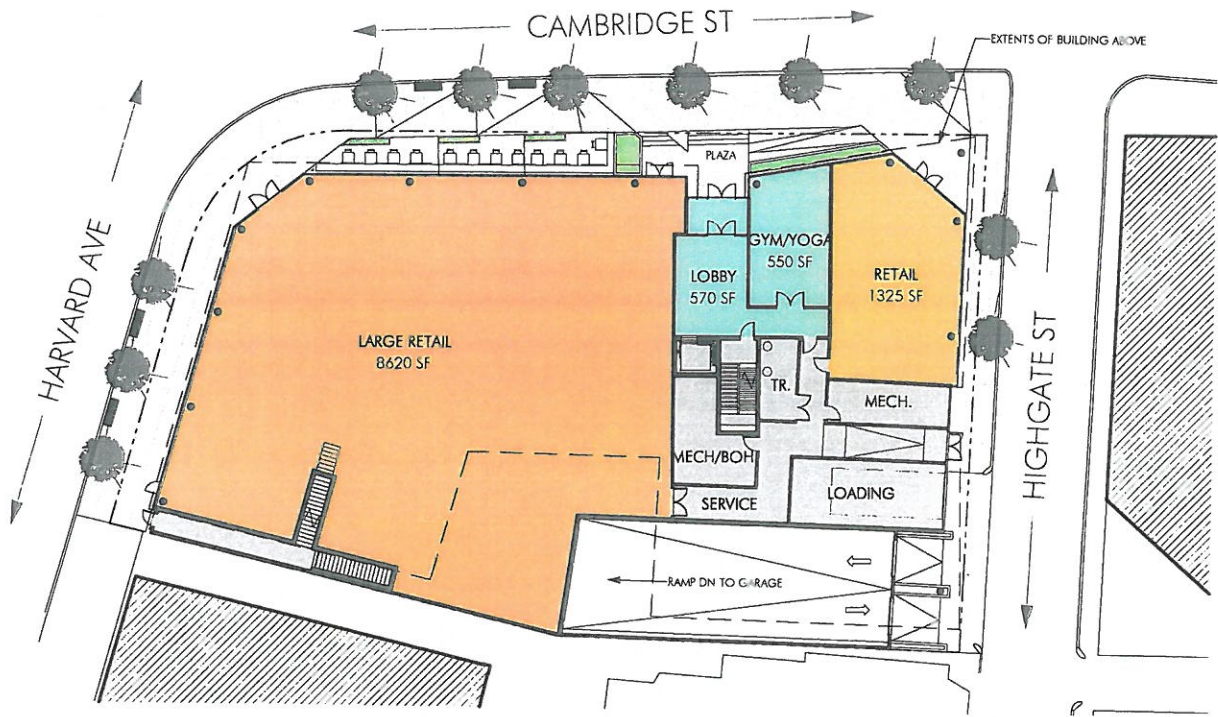 CAMBRIDGE ST
EXTENTS OF BUILDING ABOVE
HARVARD AVE
PLAZA
GYM/YOGA
550 SF
LOBBY
570 SF
RETAIL
1325 SF
LARGE RETAIL
8620 SF
TR.
MECH.
HIGHGATE ST
MECH/BOH
LOADING
SERVICE
RAMP DN TO GARAGE